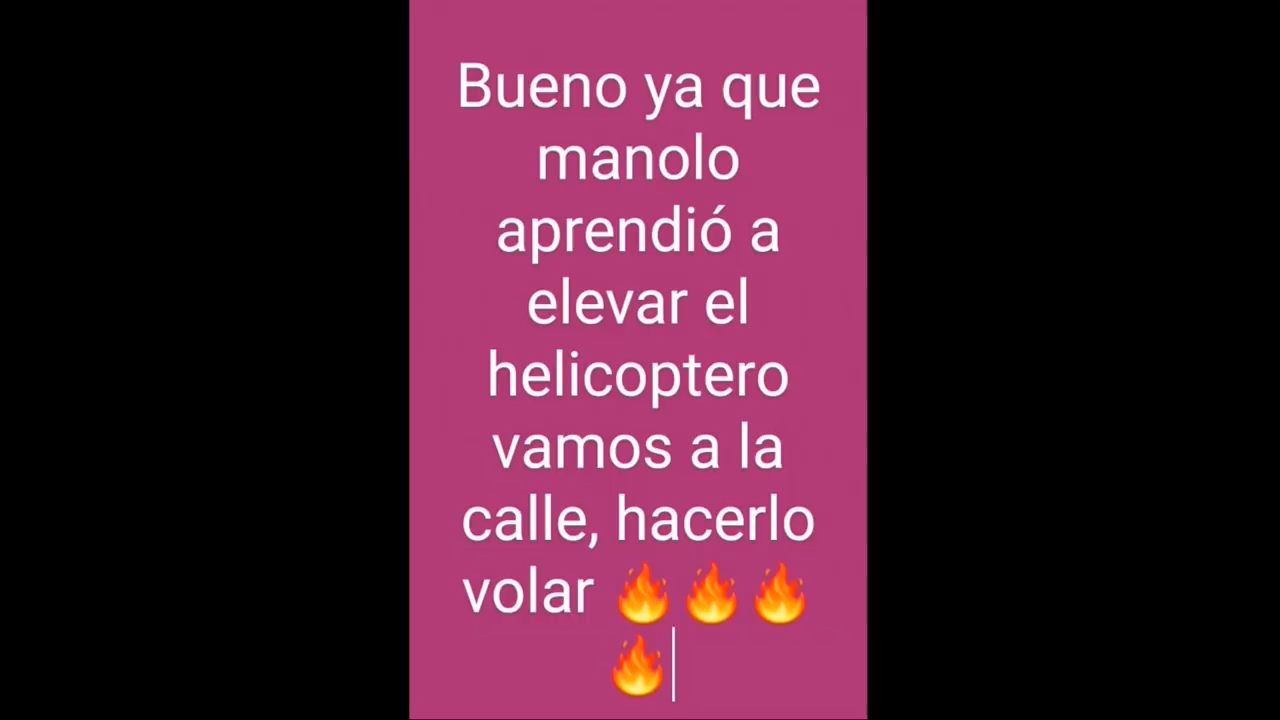 Bueno ya que
manolo
aprendió a
elevar el
helicoptero
vamos a la
calle, hacerlo
volar 🔥🔥🔥
🔥